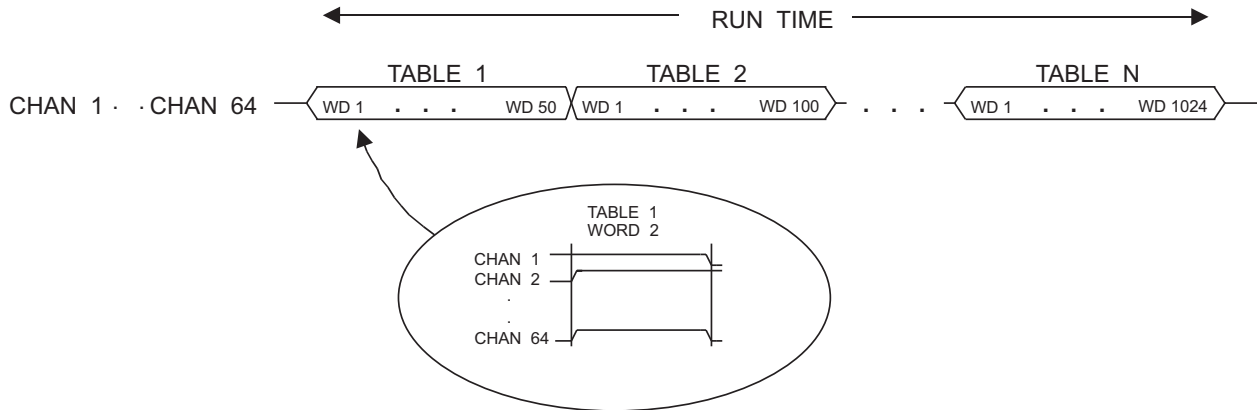 RUN TIME
TABLE 1 TABLE 2 TABLE N
CHAN 1 · · CHAN 64 WD 1 . . . WD 50 WD 1 . . . WD 100 . . . WD 1 . . . WD 1024
TABLE 1
WORD 2
CHAN 1
CHAN 2
.
.
CHAN 64